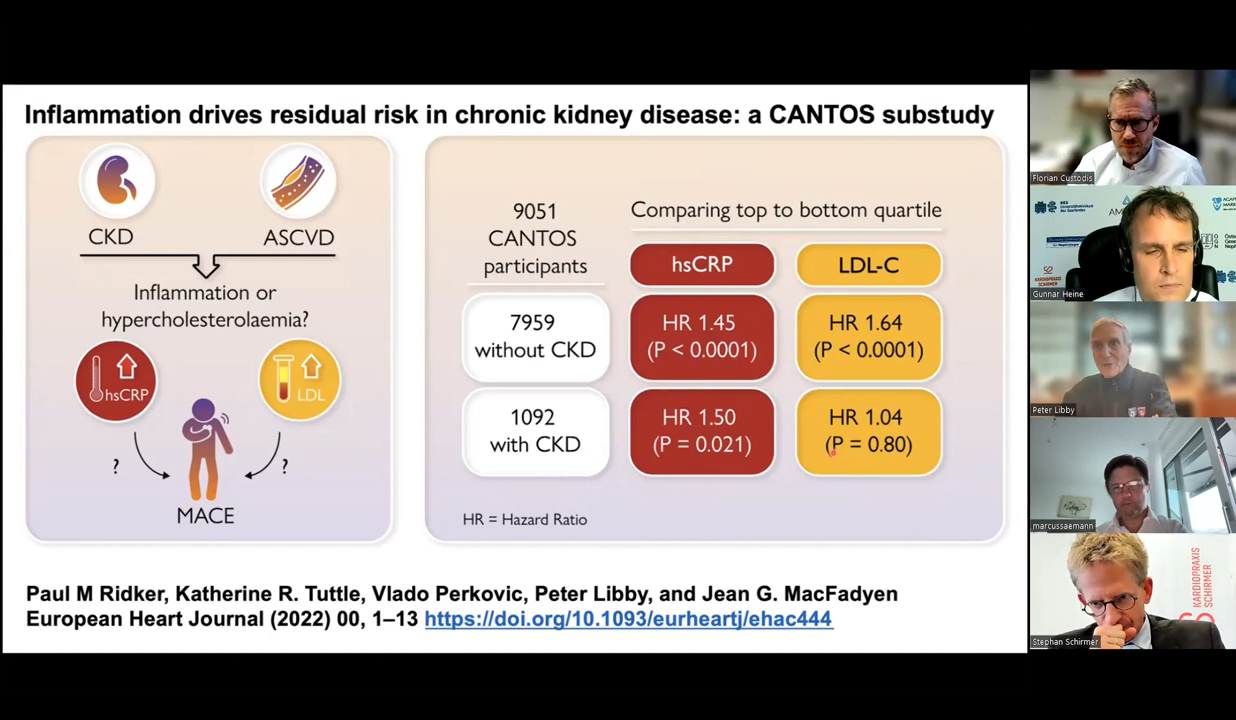 Inflammation drives residual risk in chronic kidney disease: a CANTOS substudy
CKD
ASCVD
Inflammation or
hypercholesterolaemia?
hsCRP
LDL
?
?
MACE
9051
CANTOS
participants
Comparing top to bottom quartile
hsCRP
LDL-C
7959
without CKD
HR 1.45
(P < 0.0001)
HR 1.64
(P < 0.0001)
1092
with CKD
HR 1.50
(P = 0.021)
HR 1.04
(P = 0.80)
HR = Hazard Ratio
Paul M Ridker, Katherine R. Tuttle, Vlado Perkovic, Peter Libby, and Jean G. MacFadyen
European Heart Journal (2022) 00, 1–13 https://doi.org/10.1093/eurheartj/ehac444
Florian Custodis
Gunnar Heine
Peter Libby
marcussaemann
KARDIOPRAXIS
SCHIRMER
Stephan Schirmer